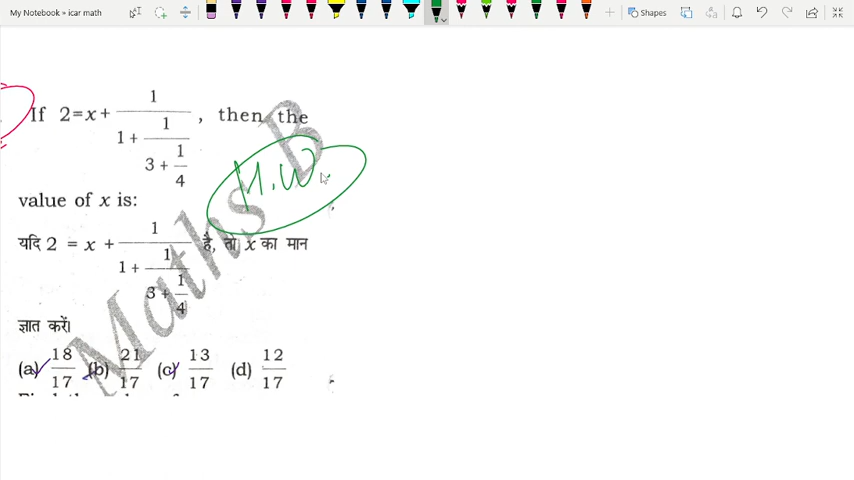 My Notebook » icar math
Shapes
If 2=x+ 1/(1 + 1/(3 + 1/4)) , then the
H.W.
value of x is:
यदि 2 = x + 1/(1 + 1/(3 + 1/4)) है, तो x का मान
ज्ञात करें।
(a) 18/17 (b) 21/17 (c) 13/17 (d) 12/17
Maths B